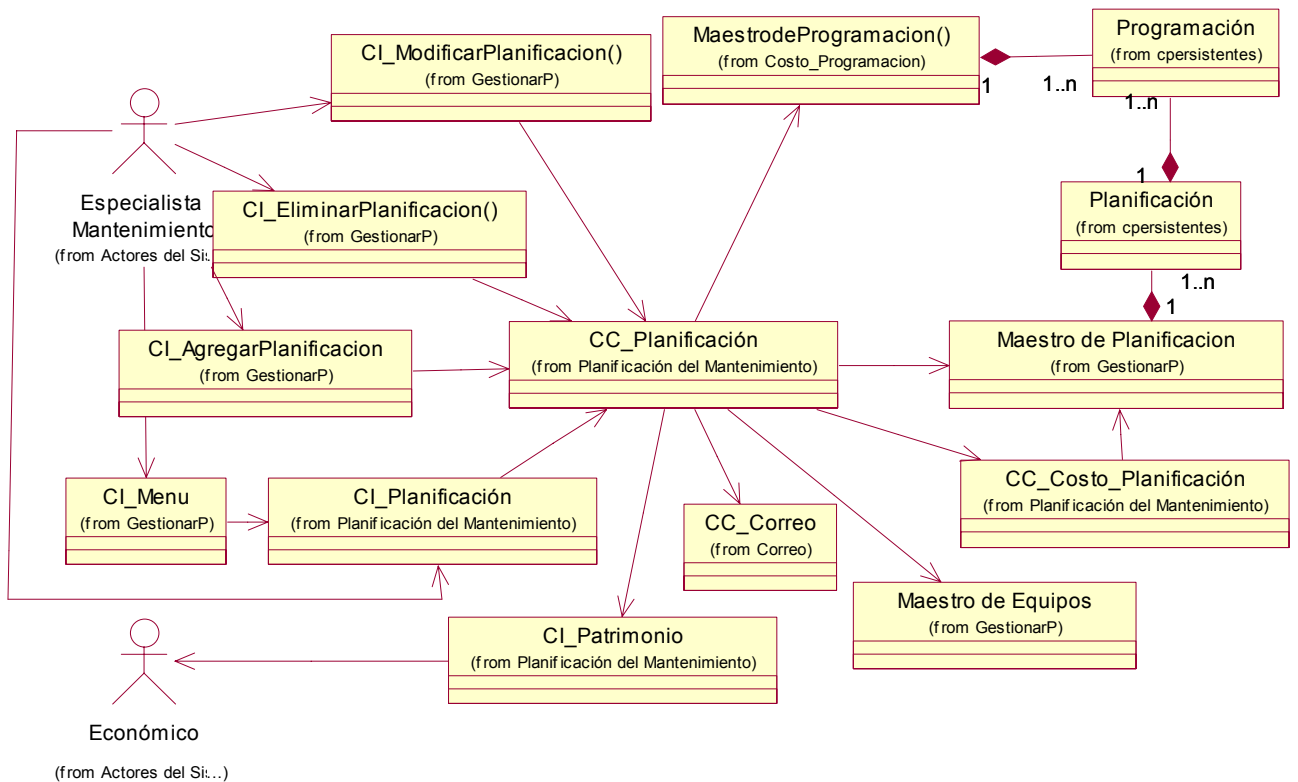 CI_ModificarPlanificacion()
(from GestionarP)
MaestrodeProgramacion()
(from Costo_Programacion)
Programación
(from cpersistentes)
1
1..n
1..n
1
Especialista
Mantenimiento
(from Actores del Si...)
CI_EliminarPlanificacion()
(from GestionarP)
Planificación
(from cpersistentes)
1..n
1
CI_AgregarPlanificacion
(from GestionarP)
CC_Planificación
(from Planificación del Mantenimiento)
Maestro de Planificacion
(from GestionarP)
CI_Menu
(from GestionarP)
CI_Planificación
(from Planificación del Mantenimiento)
CC_Correo
(from Correo)
CC_Costo_Planificación
(from Planificación del Mantenimiento)
Maestro de Equipos
(from GestionarP)
CI_Patrimonio
(from Planificación del Mantenimiento)
Económico
(from Actores del Si...)